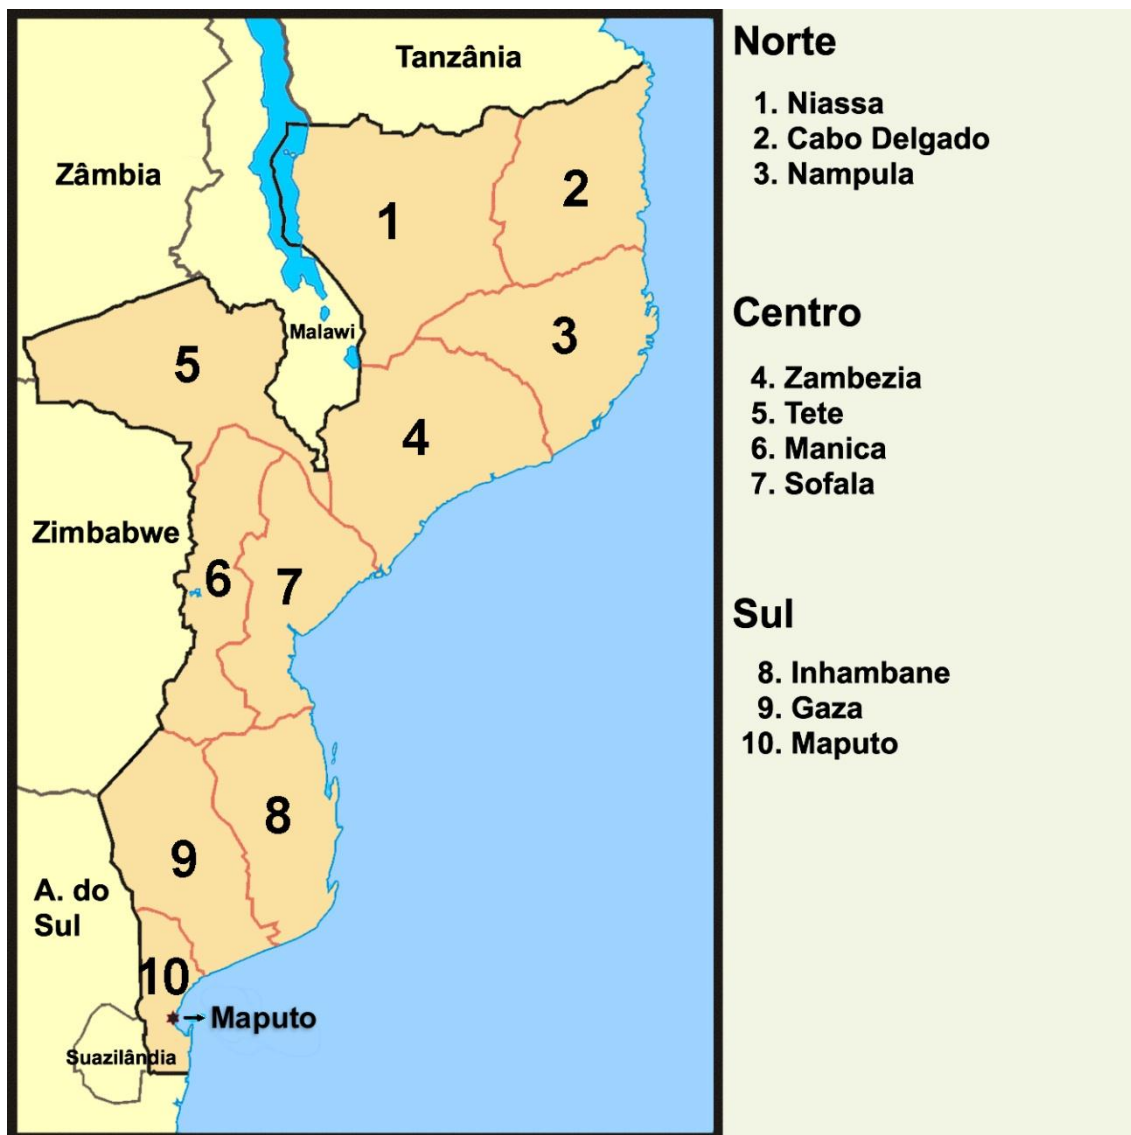 Tanzânia
Zâmbia
1
2
3
Malawi
5
4
Zimbabwe
6
7
8
9
A. do
Sul
10
Maputo
Suazilândia
Norte
1. Niassa
2. Cabo Delgado
3. Nampula
Centro
4. Zambezia
5. Tete
6. Manica
7. Sofala
Sul
8. Inhambane
9. Gaza
10. Maputo